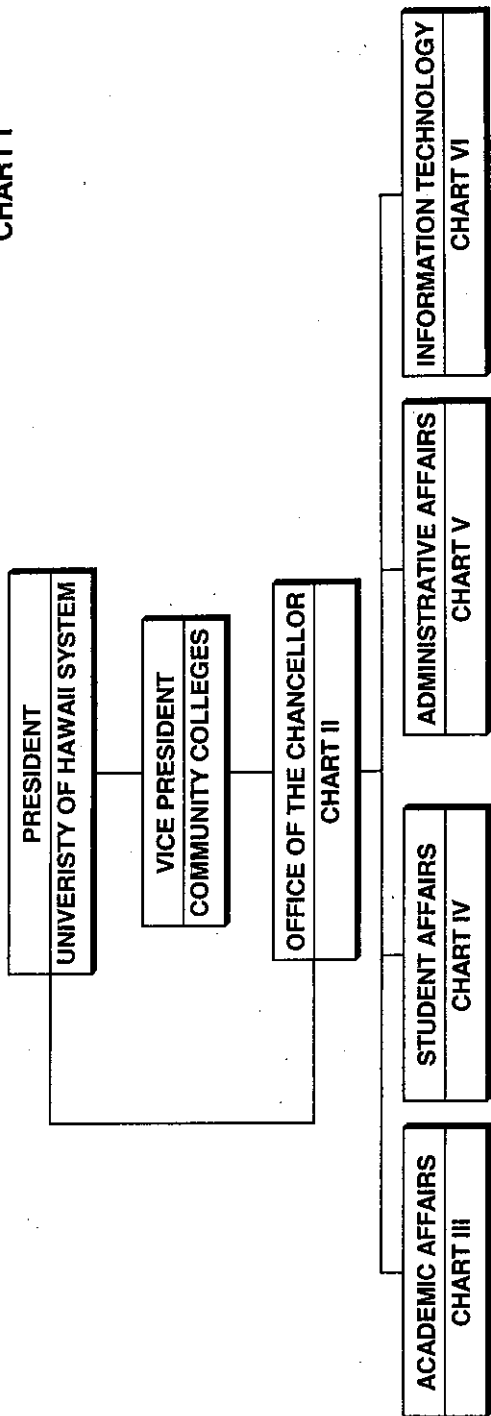 CHART I
PRESIDENT
UNIVERISTY OF HAWAII SYSTEM
VICE PRESIDENT
COMMUNITY COLLEGES
OFFICE OF THE CHANCELLOR
CHART II
ACADEMIC AFFAIRS
CHART III
STUDENT AFFAIRS
CHART IV
ADMINISTRATIVE AFFAIRS
CHART V
INFORMATION TECHNOLOGY
CHART VI